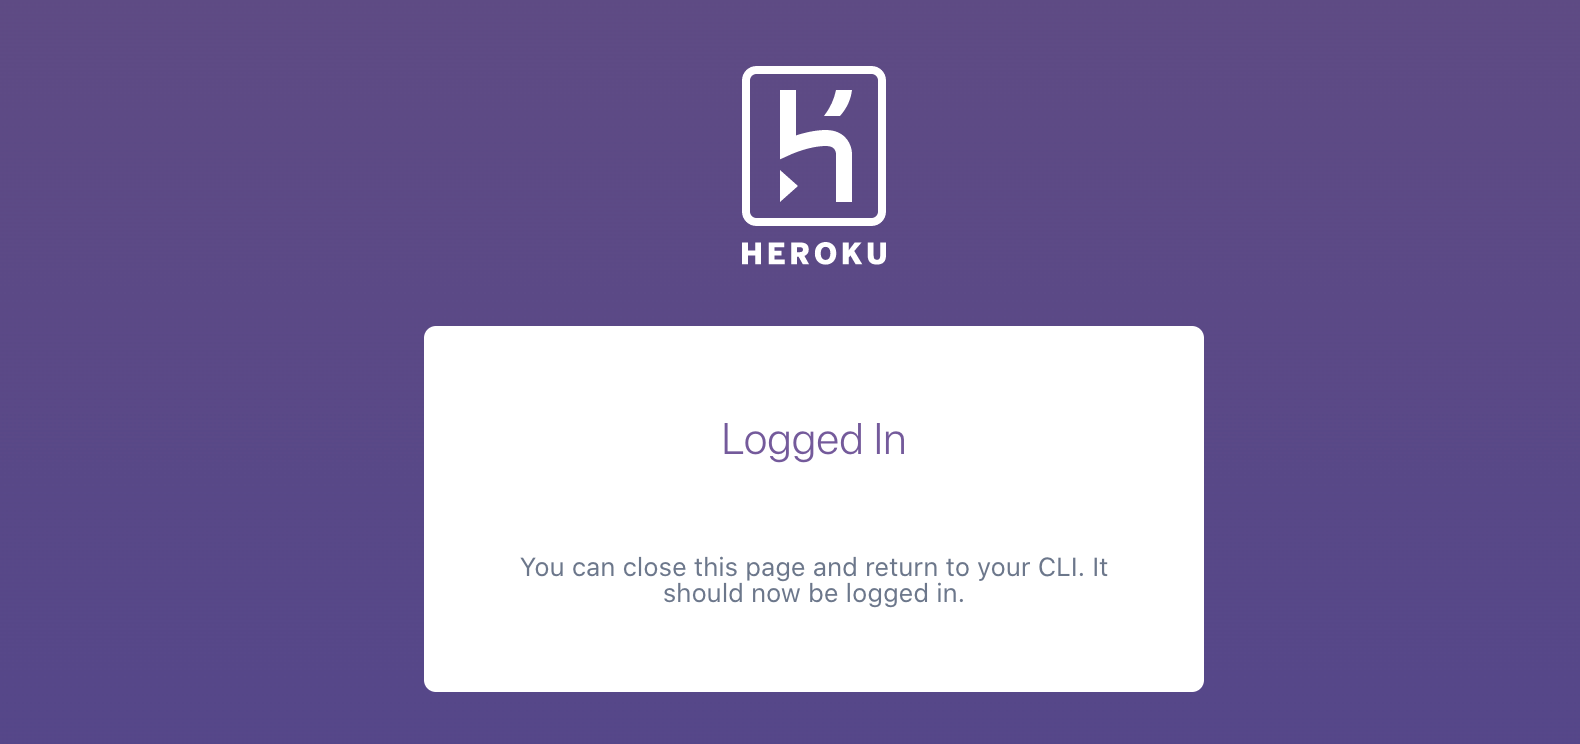 HEROKU
Logged In
You can close this page and return to your CLI. It
should now be logged in.